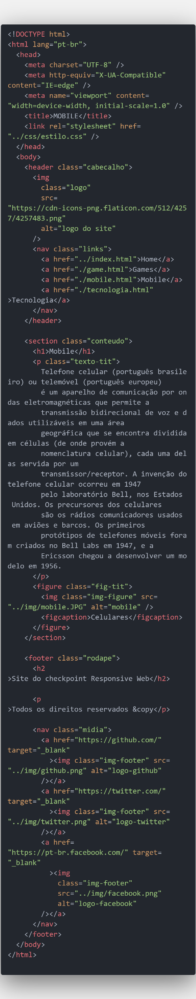 <!DOCTYPE html>
<html lang="pt-br">
  <head>
    <meta charset="UTF-8" />
    <meta http-equiv="X-UA-Compatible"
content="IE=edge" />
    <meta name="viewport" content=
"width=device-width, initial-scale=1.0" />
    <title>MOBILE</title>
    <link rel="stylesheet" href=
"../css/estilo.css" />
  </head>
  <body>
    <header class="cabecalho">
      <img
        class="logo"
        src=
"https://cdn-icons-png.flaticon.com/512/425
7/4257483.png"
        alt="logo do site"
      />
      <nav class="links">
        <a href="../index.html">Home</a>
        <a href="./game.html">Games</a>
        <a href="./mobile.html">Mobile</a>
        <a href="./tecnologia.html"
>Tecnologia</a>
      </nav>
    </header>

    <section class="conteudo">
      <h1>Mobile</h1>
      <p class="texto-tit">
        Telefone celular (português brasile
iro) ou telemóvel (português europeu)
        é um aparelho de comunicação por on
das eletromagnéticas que permite a
        transmissão bidirecional de voz e d
ados utilizáveis em uma área
        geográfica que se encontra dividida
em células (de onde provém a
        nomenclatura celular), cada uma del
as servida por um
        transmissor/receptor. A invenção do
telefone celular ocorreu em 1947
        pelo laboratório Bell, nos Estados
 Unidos. Os precursores dos celulares
        são os rádios comunicadores usados
 em aviões e barcos. Os primeiros
        protótipos de telefones móveis fora
m criados no Bell Labs em 1947, e a
        Ericsson chegou a desenvolver um mo
delo em 1956.
      </p>
      <figure class="fig-tit">
        <img class="img-figure" src=
"../img/mobile.JPG" alt="mobile" />
        <figcaption>Celulares</figcaption>
      </figure>
    </section>

    <footer class="rodape">
      <h2
>Site do checkpoint Responsive Web</h2>

      <p
>Todos os direitos reservados &copy</p>

      <nav class="midia">
        <a href="https://github.com/"
target="_blank"
          ><img class="img-footer" src=
"../img/github.png" alt="logo-github"
        /></a>
        <a href="https://twitter.com/"
target="_blank"
          ><img class="img-footer" src=
"../img/twitter.png" alt="logo-twitter"
        /></a>
        <a href=
"https://pt-br.facebook.com/" target=
"_blank"
          ><img
            class="img-footer"
            src="../img/facebook.png"
            alt="logo-facebook"
        /></a>
      </nav>
    </footer>
  </body>
</html>